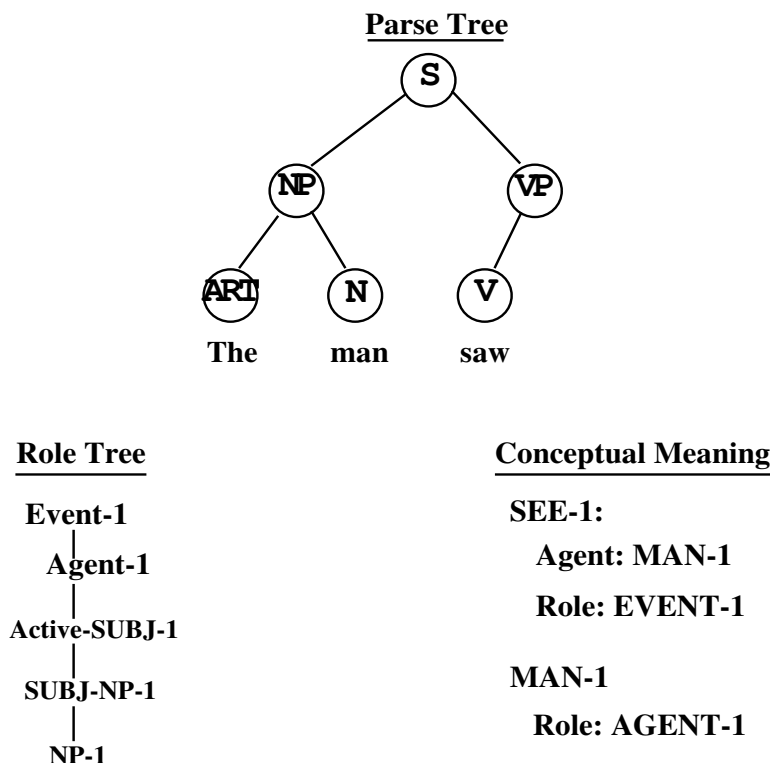 Parse Tree
S
NP VP
ART N V
The man saw
Role Tree
Event-1
Agent-1
Active-SUBJ-1
SUBJ-NP-1
NP-1
Conceptual Meaning
SEE-1:
Agent: MAN-1
Role: EVENT-1
MAN-1
Role: AGENT-1